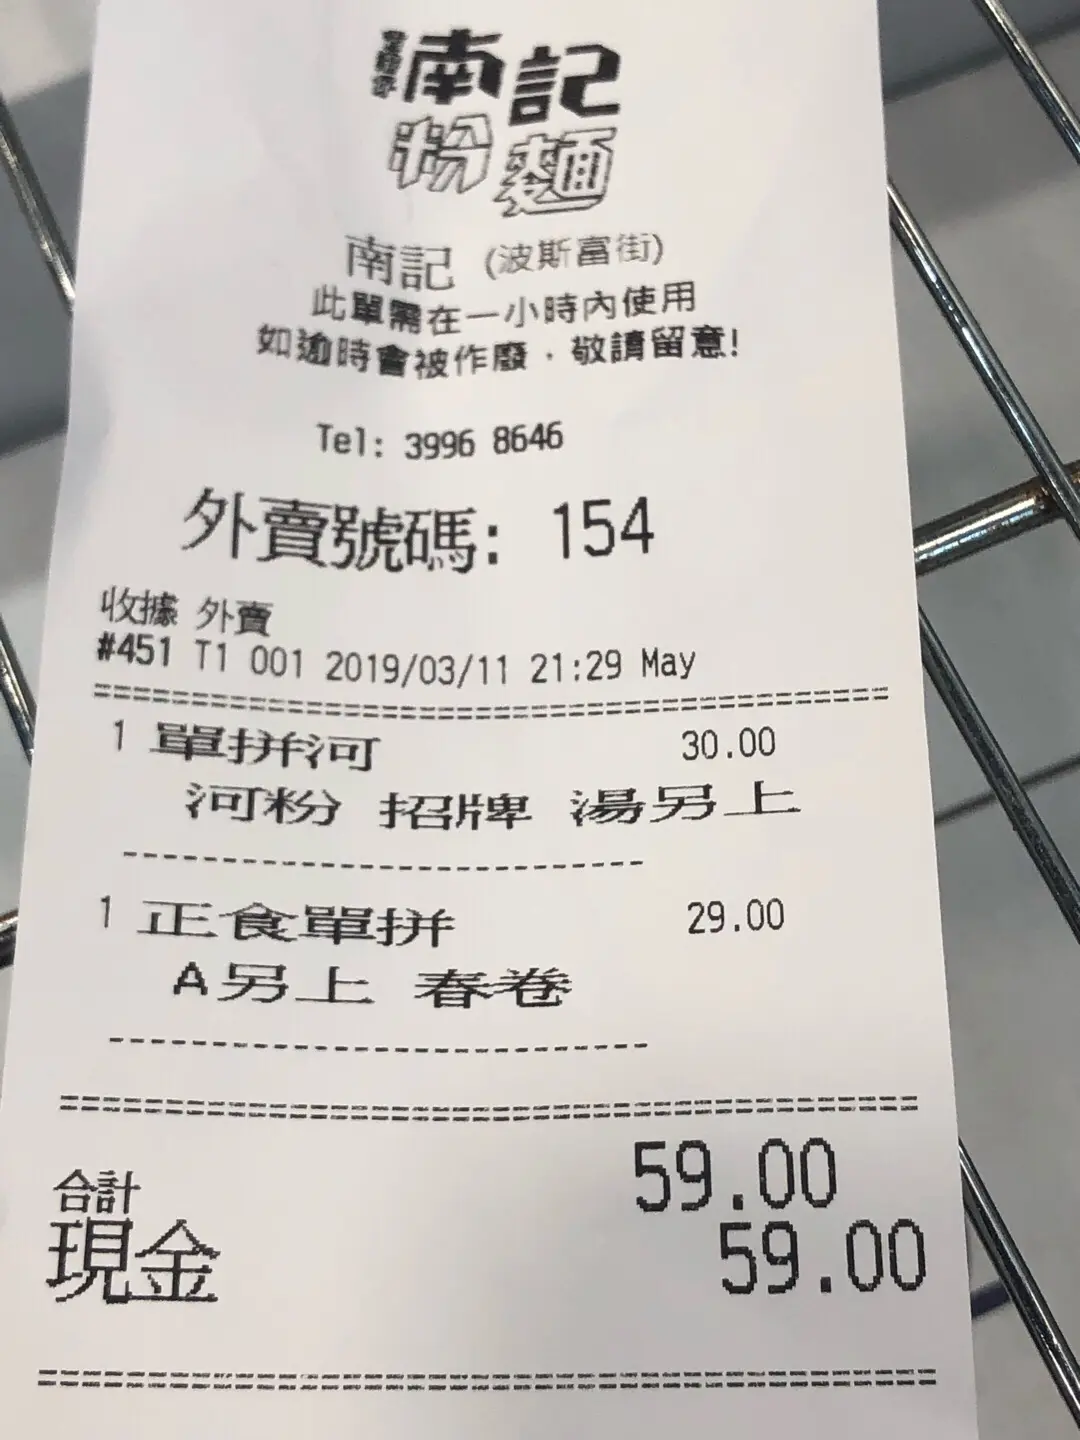 南記
粉麵
南記 (波斯富街)
此單需在一小時內使用
如逾時會被作廢，敬請留意!
Tel: 3996 8646
外賣號碼: 154
收據 外賣
#451 T1 001 2019/03/11 21:29 May
1 單拼河 30.00
河粉 招牌 湯另上
1 正食單拼 29.00
A另上 春卷
合計 59.00
現金 59.00